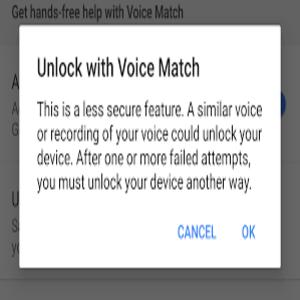 Get hands-free help with Voice Match
Unlock with Voice Match
This is a less secure feature. A similar voice
or recording of your voice could unlock your
device. After one or more failed attempts,
you must unlock your device another way.
CANCEL OK